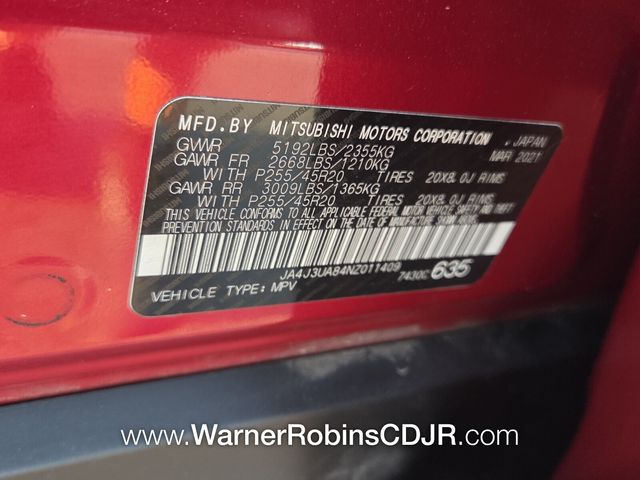 MFD.BY MITSUBISHI MOTORS CORPORATION , JAPAN
GVWR 5192LBS/2355KG MAR 2021
GAWR FR 2668LBS/1210KG
WITH P255/45R20 TIRES 20X8.0J RIMS
GAWR RR 3009LBS/1365KG
WITH P255/45R20 TIRES 20X8.0J RIMS
THIS VEHICLE CONFORMS TO ALL APPLICABLE FEDERAL MOTOR VEHICLE SAFETY AND THEFT
PREVENTION STANDARDS IN EFFECT ON THE DATE OF MANUFACTURE SHOWN ABOVE.
JA4J3UA84NZ011409
7430C 635
VEHICLE TYPE: MPV
www.WarnerRobinsCDJR.com